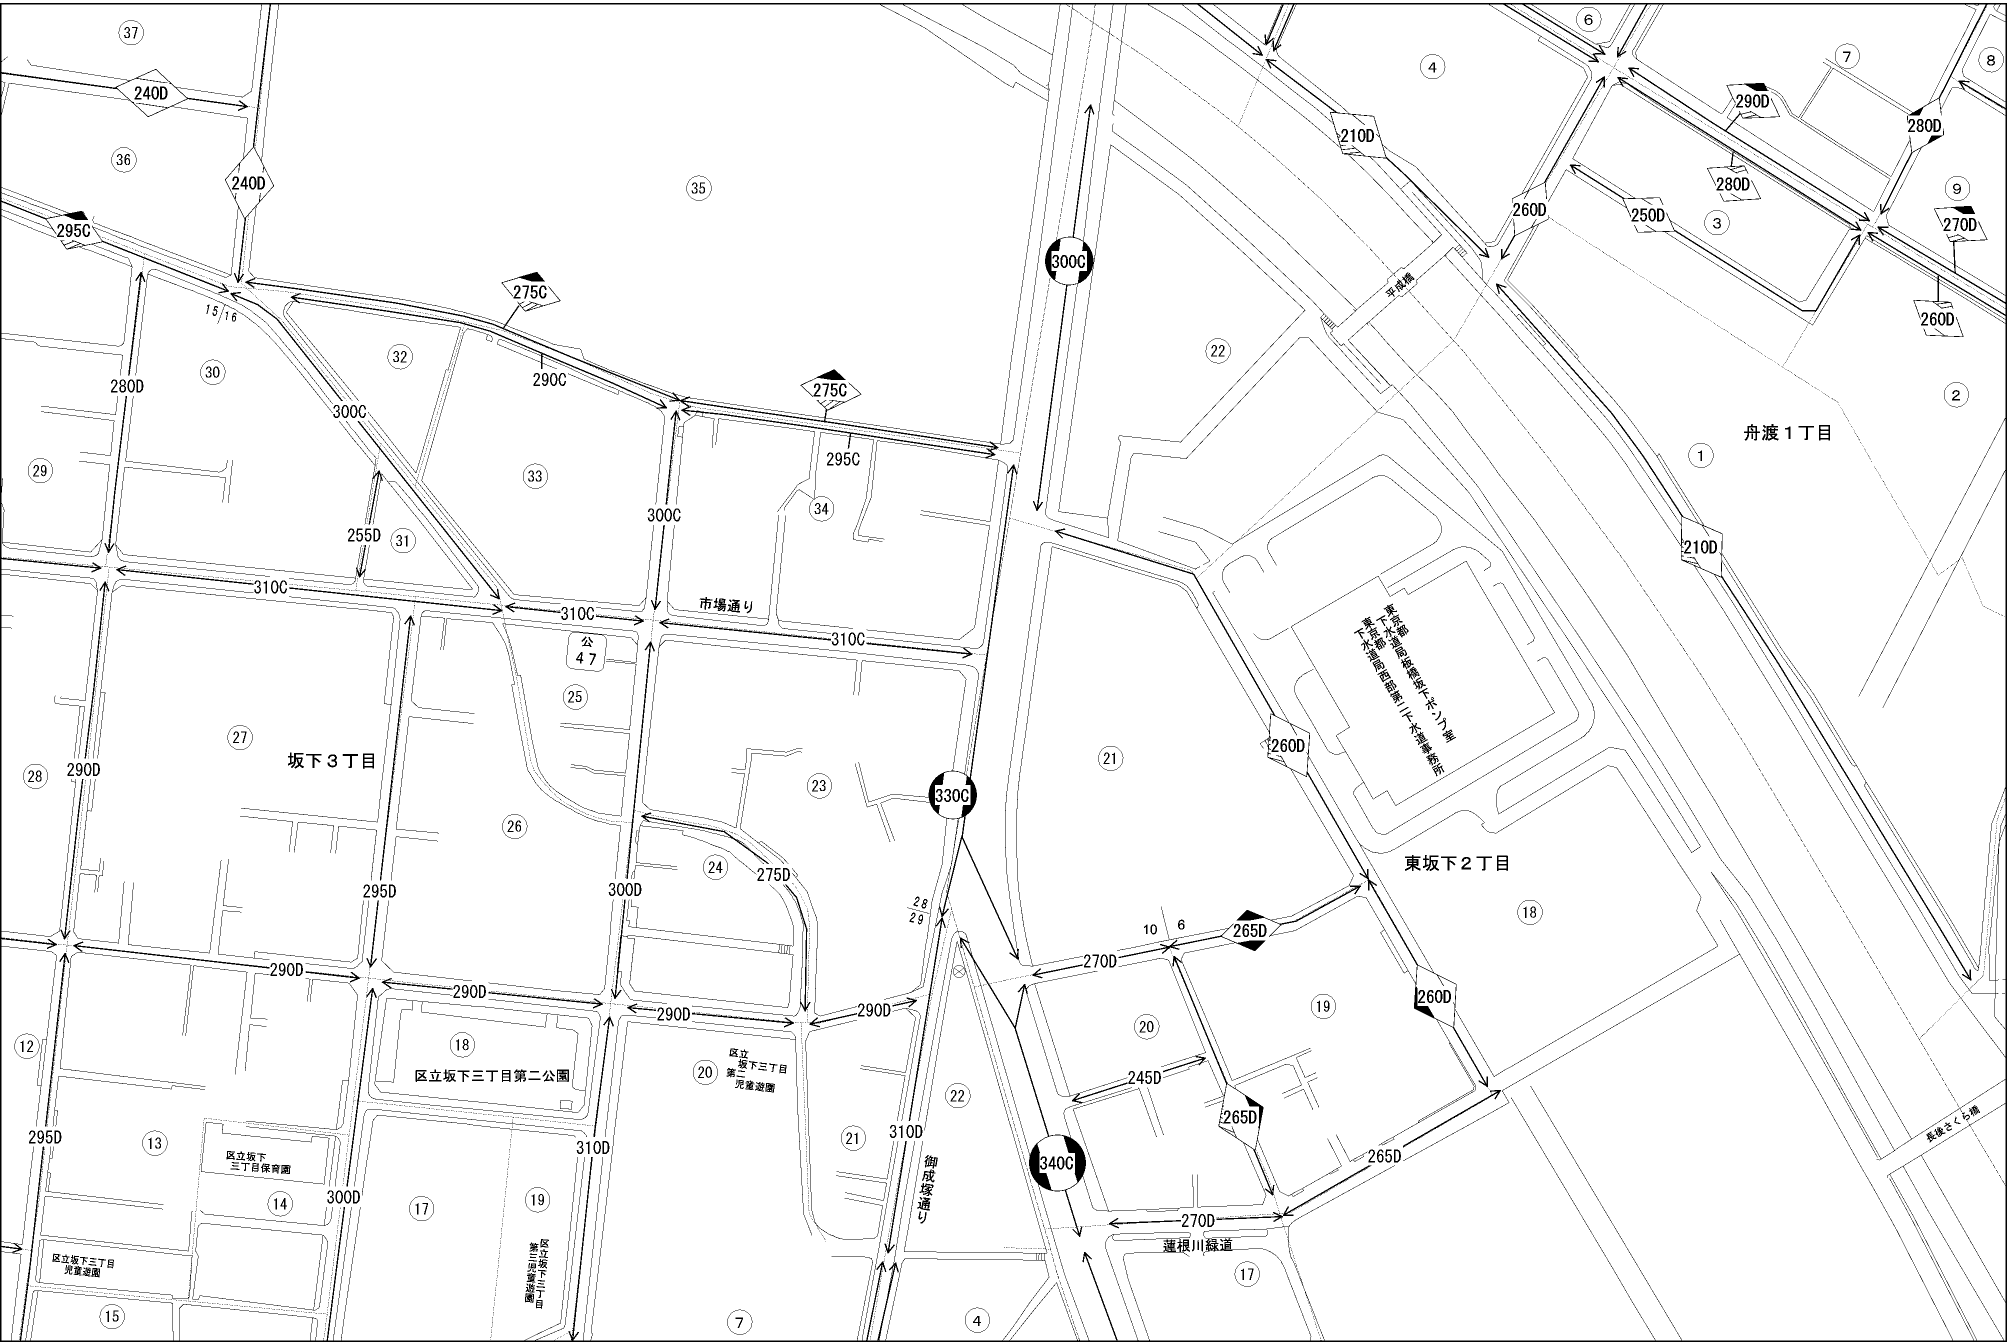 37
6
7
8
4
240D
290D
280D
210D
36
240D
35
280D
9
260D
250D
3
270D
295C
300C
275C
平成橋
260D
15
16
32
290C
22
30
280D
275C
2
300C
舟渡1丁目
295C
1
29
33
34
300C
255D
31
210D
310C
市場通り
310C
310C
公
47
東京都
下水道局板橋坂下ポンプ室
東京都
下水道局西部第二下水道事務所
25
27
坂下3丁目
260D
21
28
290D
23
330C
26
東坂下2丁目
24
275D
295D
300D
28
29
18
10
6
265D
270D
290D
290D
290D
290D
260D
19
20
12
18
区立坂下三丁目第二公園
20
区立
坂下三丁目
第二
児童遊園
245D
22
265D
295D
13
310D
21
310D
340C
265D
区立坂下
三丁目保育園
御成塚通り
長後さくら橋
300D
14
17
19
270D
蓮根川緑道
区立坂下三丁目
児童遊園
区立坂下三丁目
第三児童遊園
17
15
7
4